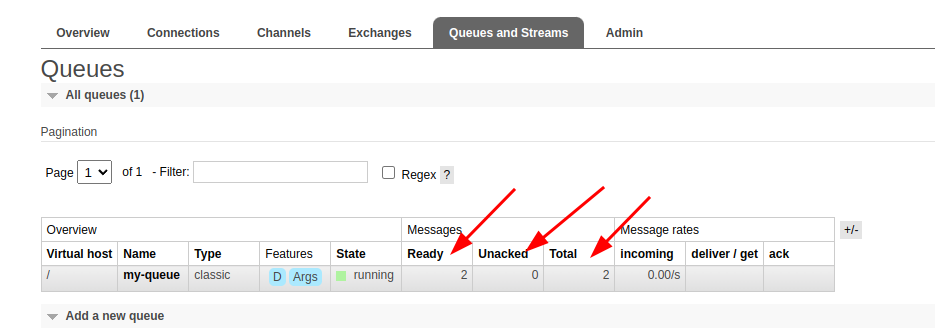 Overview Connections Channels Exchanges Queues and Streams Admin
Queues
All queues (1)
Pagination
Page 1 of 1 - Filter: Regex ?
Overview Messages Message rates +/-
Virtual host Name Type Features State Ready Unacked Total incoming deliver / get ack
/ my-queue classic D Args running 2 0 2 0.00/s
Add a new queue